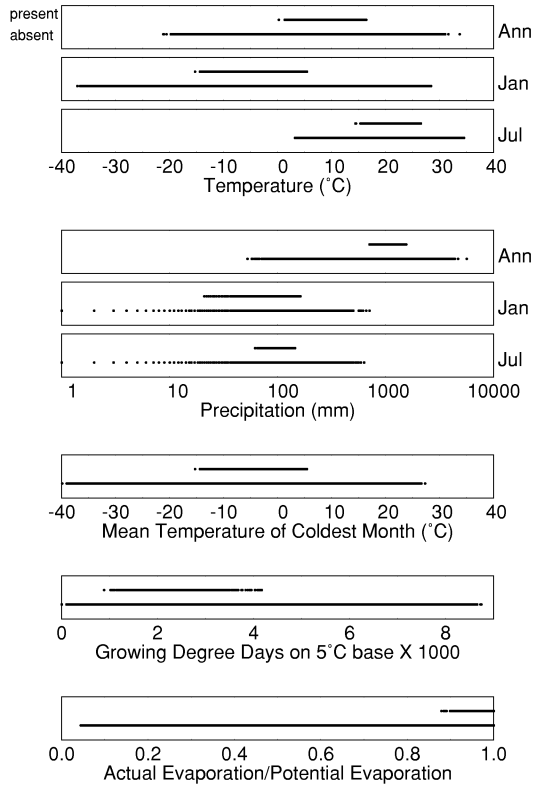 present
absent
Ann
Jan
Jul
-40 -30 -20 -10 0 10 20 30 40
Temperature (˚C)
Ann
Jan
Jul
1 10 100 1000 10000
Precipitation (mm)
-40 -30 -20 -10 0 10 20 30 40
Mean Temperature of Coldest Month (˚C)
0 2 4 6 8
Growing Degree Days on 5˚C base X 1000
0.0 0.2 0.4 0.6 0.8 1.0
Actual Evaporation/Potential Evaporation